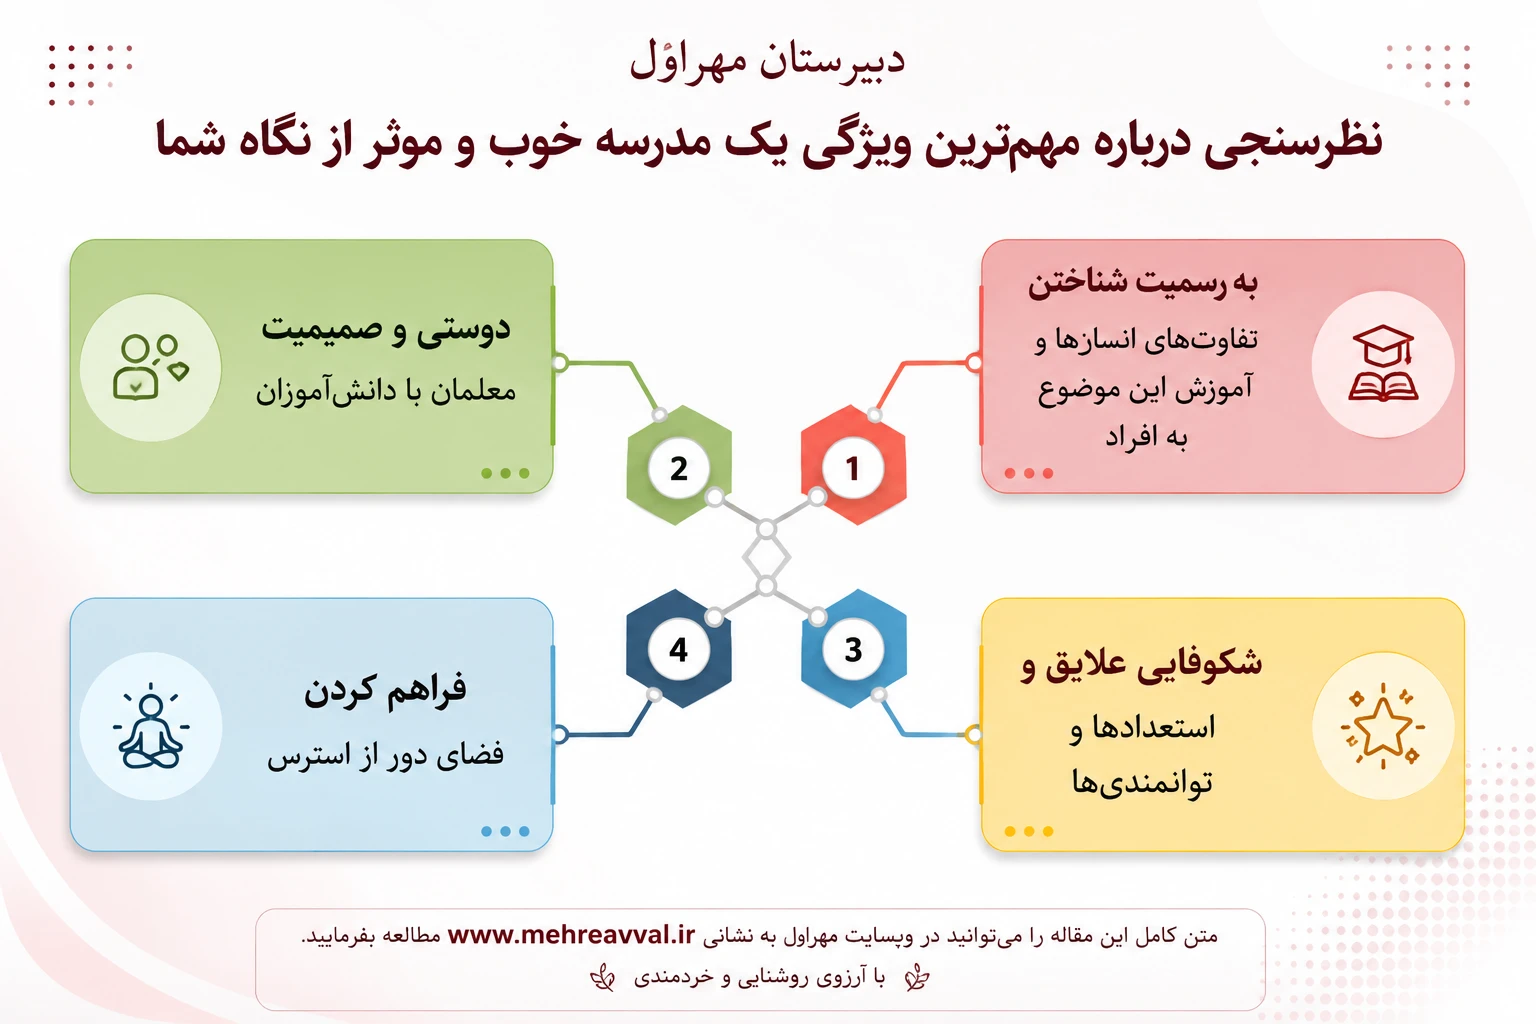 دبیرستان مهراوّل
نظرسنجی درباره مهم‌ترین ویژگی یک مدرسه خوب و موثر از نگاه شما
به رسمیت شناختن
تفاوت‌های انسازها و
آموزش این موضوع
به افراد
1
دوستی و صمیمیت
معلمان با دانش‌آموزان
2
شکوفایی علایق و
استعدادها و
توانمندی‌ها
3
فراهم کردن
فضای دور از استرس
4
متن کامل این مقاله را می‌توانید در وبسایت مهراول به نشانی www.mehreavval.ir مطالعه بفرمایید.
با آرزوی روشنایی و خردمندی